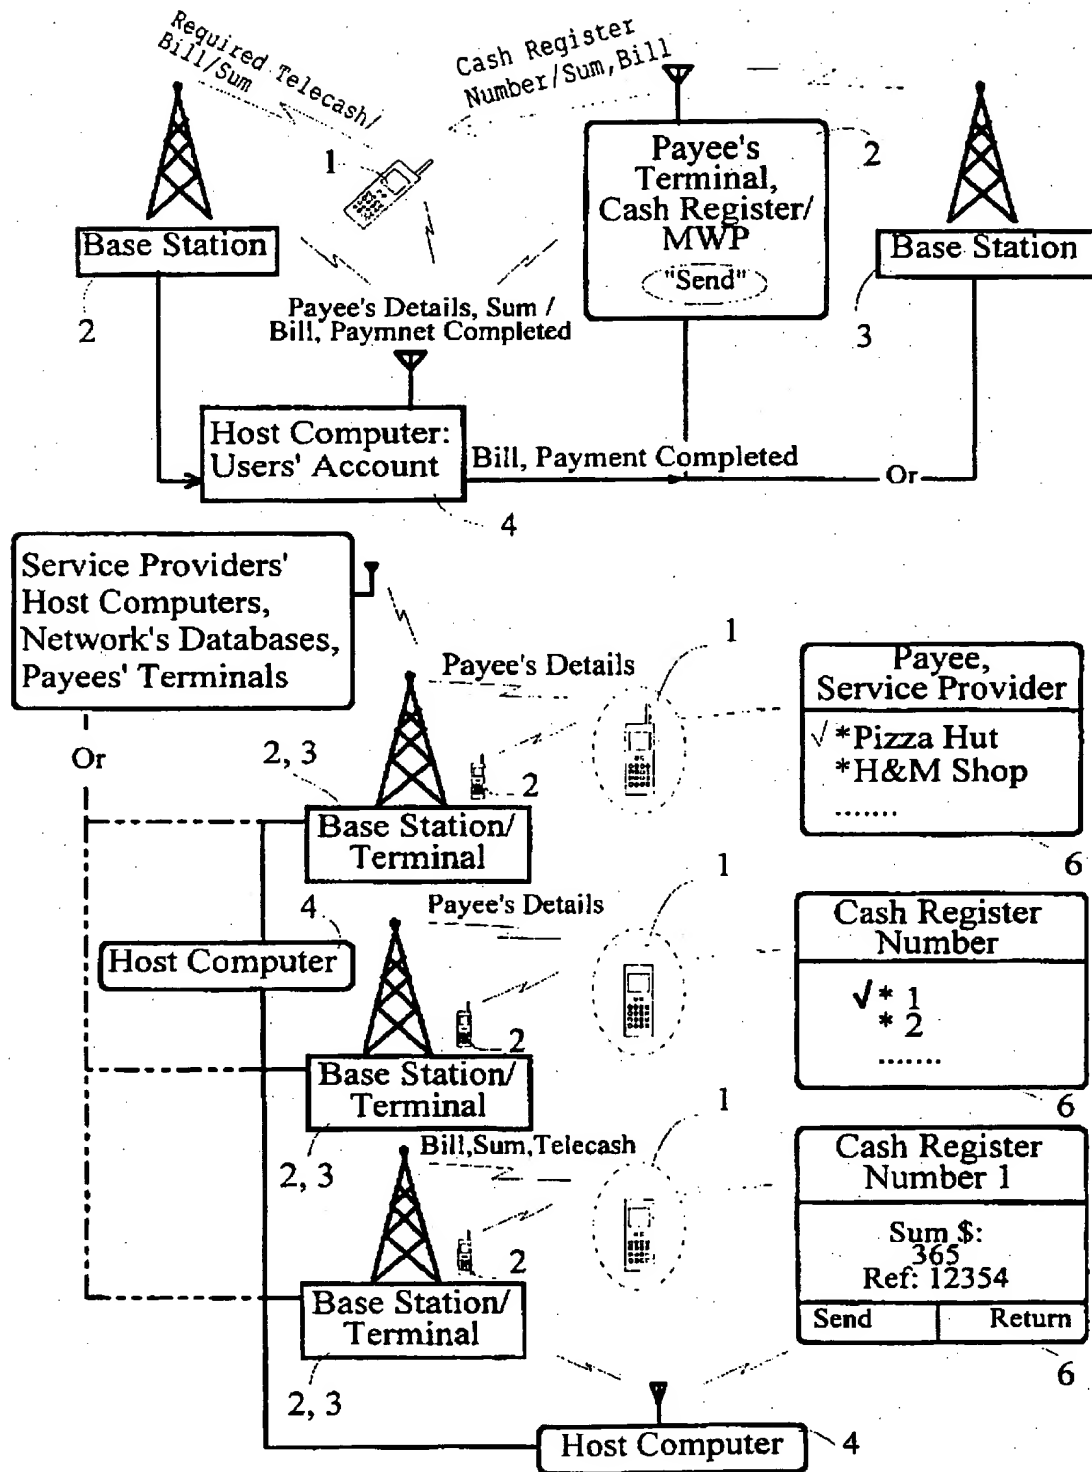 Required Telecash/
Bill/Sum
Cash Register
Number/Sum,Bill
1
Payee's
Terminal,
Cash Register/
MWP
"Send"
2
Base Station
2
Base Station
3
Payee's Details, Sum /
Bill, Paymnet Completed
Host Computer:
Users' Account
4
Bill, Payment Completed
Or
Service Providers'
Host Computers,
Network's Databases,
Payees' Terminals
Or
Payee's Details
1
2, 3
2
Base Station/
Terminal
Payee,
Service Provider
√ *Pizza Hut
*H&M Shop
.......
6
4
Host Computer
Payee's Details
1
2
Base Station/
Terminal
2, 3
Cash Register
Number
√* 1
* 2
.......
6
Bill,Sum,Telecash
1
2
Base Station/
Terminal
2, 3
Cash Register
Number 1
Sum $:
365
Ref: 12354
Send Return
6
Host Computer
4